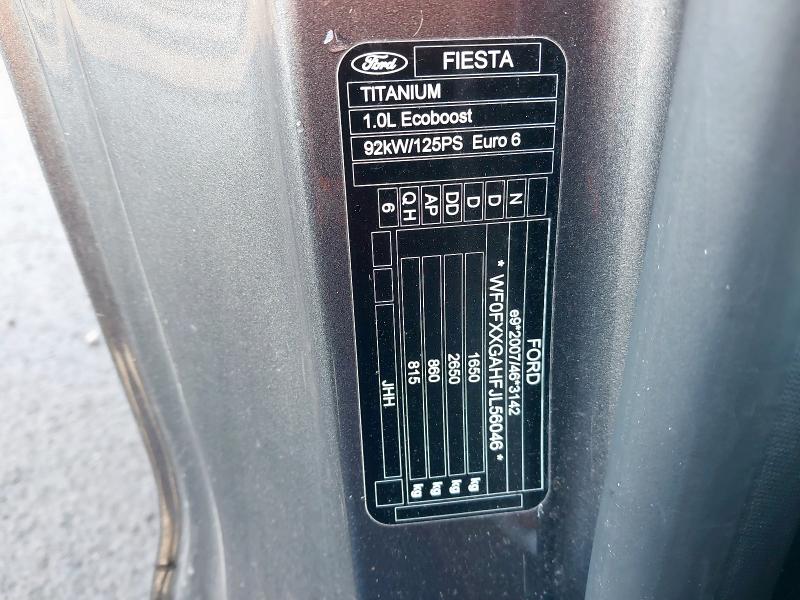 Ford
FIESTA
TITANIUM
1.0L Ecoboost
92kW/125PS Euro 6
N
D
D
DD
AP
QH
6
FORD
e9*2007/46*3142
* WF0FXXGAHFJL56046 *
1650 kg
2650 kg
860 kg
815 kg
JHH